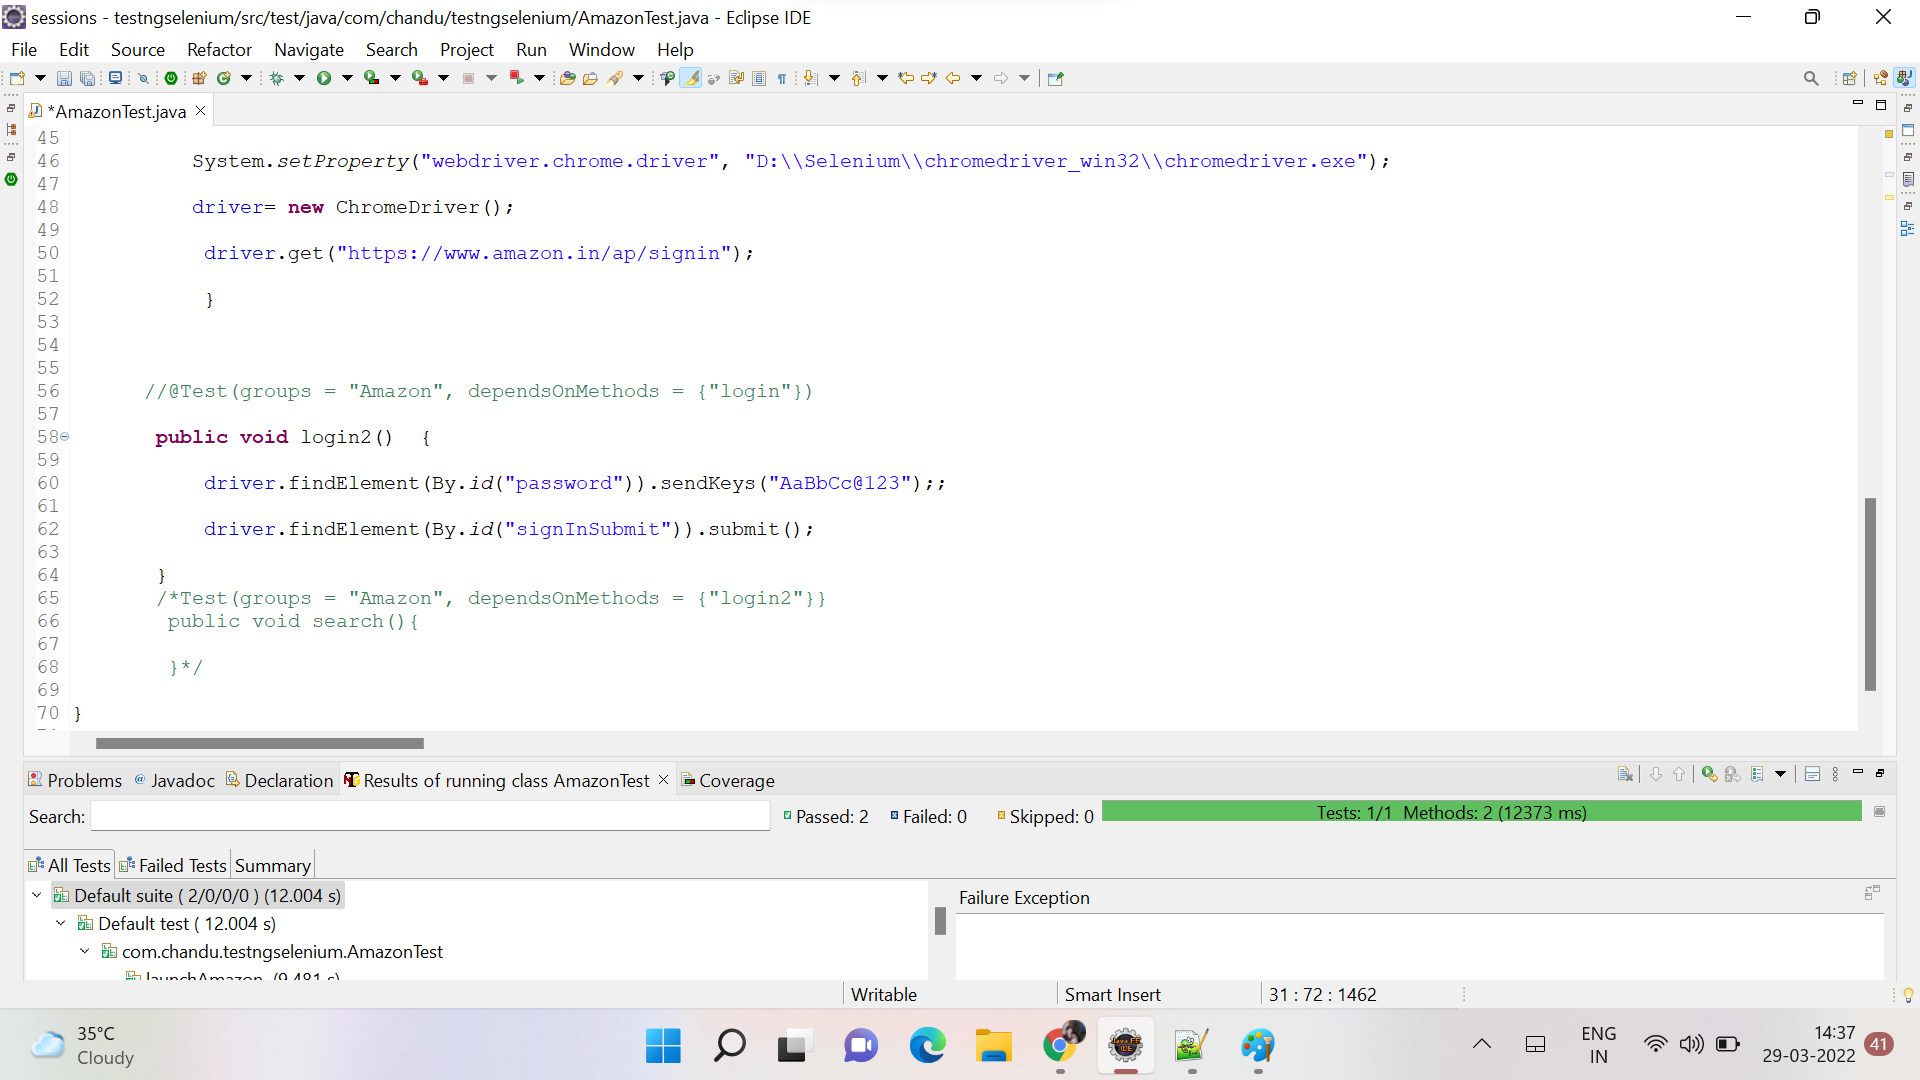 sessions - testngselenium/src/test/java/com/chandu/testngselenium/AmazonTest.java - Eclipse IDE
File Edit Source Refactor Navigate Search Project Run Window Help
*AmazonTest.java
45
46 System.setProperty("webdriver.chrome.driver", "D:\\Selenium\\chromedriver_win32\\chromedriver.exe");
47
48 driver= new ChromeDriver();
49
50 driver.get("https://www.amazon.in/ap/signin");
51
52 }
53
54
55
56 //@Test(groups = "Amazon", dependsOnMethods = {"login"})
57
58 public void login2() {
59
60 driver.findElement(By.id("password")).sendKeys("AaBbCc@123");;
61
62 driver.findElement(By.id("signInSubmit")).submit();
63
64 }
65 /*Test(groups = "Amazon", dependsOnMethods = {"login2"}}
66 public void search(){
67
68 }*/
69
70 }
Problems @ Javadoc Declaration Results of running class AmazonTest Coverage
Search: Passed: 2 Failed: 0 Skipped: 0 Tests: 1/1 Methods: 2 (12373 ms)
All Tests Failed Tests Summary
Default suite ( 2/0/0/0 ) (12.004 s)
Failure Exception
Default test ( 12.004 s)
com.chandu.testngselenium.AmazonTest
launchAmazon (9.481 s)
Writable Smart Insert 31 : 72 : 1462
35°C
Cloudy
ENG
IN
14:37
29-03-2022
41